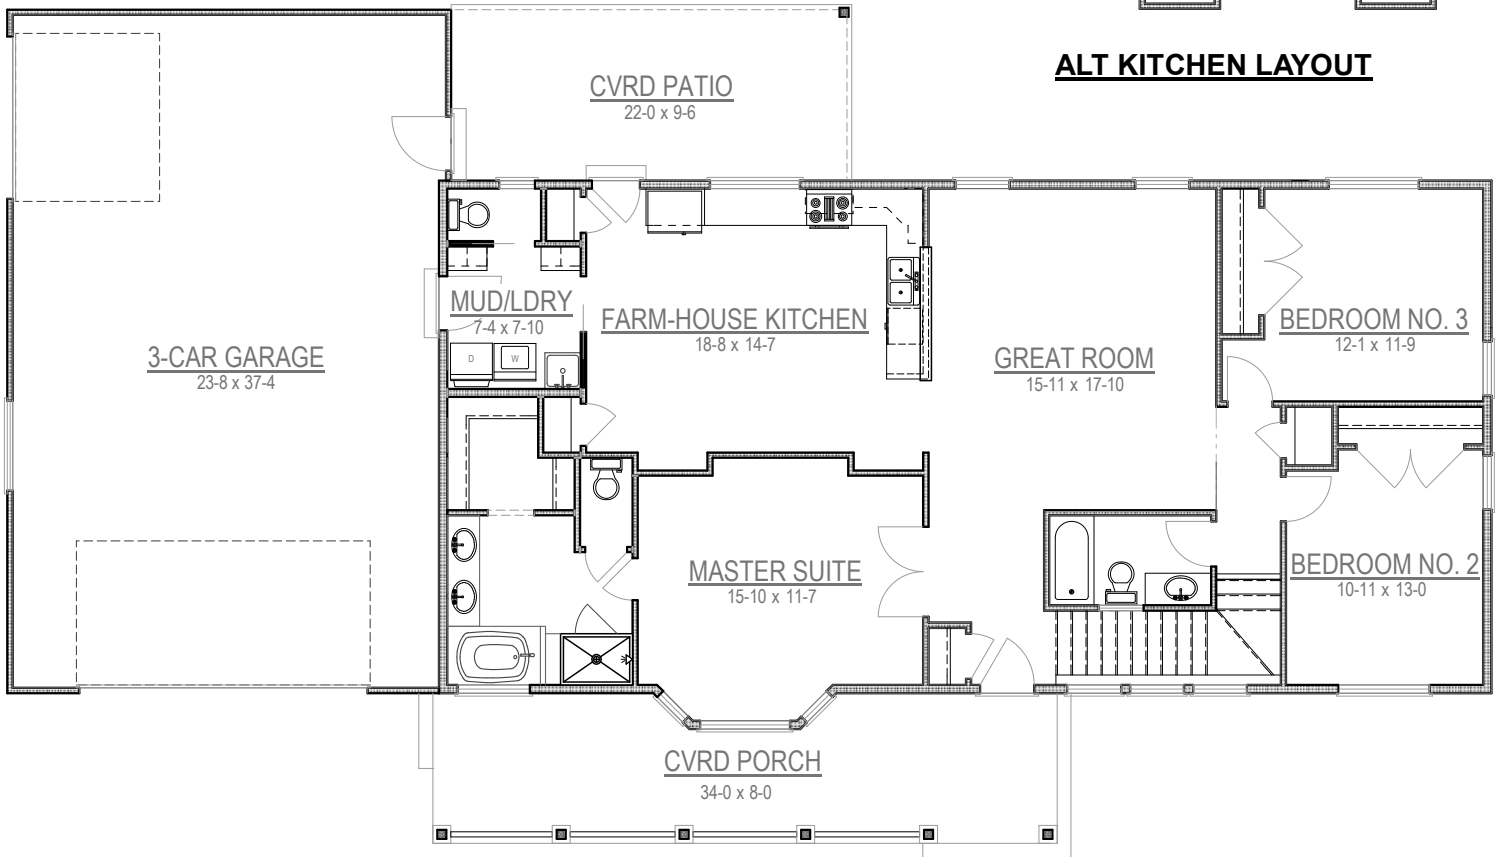 ALT KITCHEN LAYOUT
CVRD PATIO
22-0 x 9-6
MUD/LDRY
7-4 x 7-10
D
W
FARM-HOUSE KITCHEN
18-8 x 14-7
3-CAR GARAGE
23-8 x 37-4
GREAT ROOM
15-11 x 17-10
BEDROOM NO. 3
12-1 x 11-9
MASTER SUITE
15-10 x 11-7
BEDROOM NO. 2
10-11 x 13-0
CVRD PORCH
34-0 x 8-0